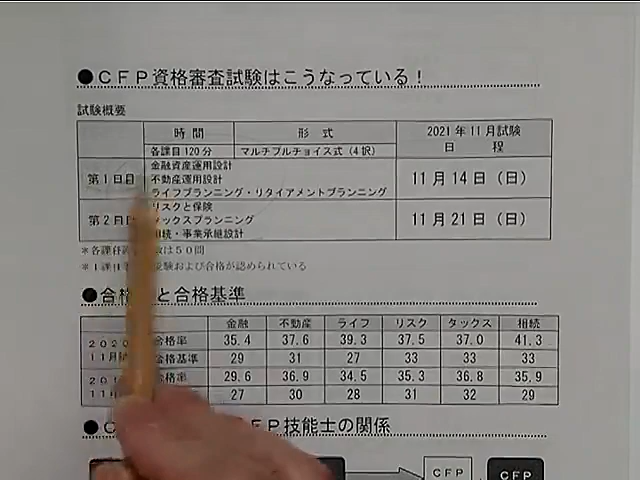 ●ＣＦＰ資格審査試験はこうなっている！
試験概要
時間 形式 2021年11月試験
各課目120分 マルチプルチョイス式（4択） 日程
第1日目 金融資産運用設計 11月14日（日）
不動産運用設計
ライフプランニング・リタイアメントプランニング
第2日目 リスクと保険 11月21日（日）
タックスプランニング
相続・事業承継設計
＊各課 数は５０問
＊１課目 受験および合格が認められている
●合格 と合格基準
金融 不動産 ライフ リスク タックス 相続
2020 合格率 35.4 37.6 39.3 37.5 37.0 41.3
11月 合格基準 29 31 27 33 33 33
合格率 29.6 36.9 34.5 35.3 36.8 35.9
11 27 30 28 31 32 29
●Ｃ ＦＰ技能士の関係
CFP CFP